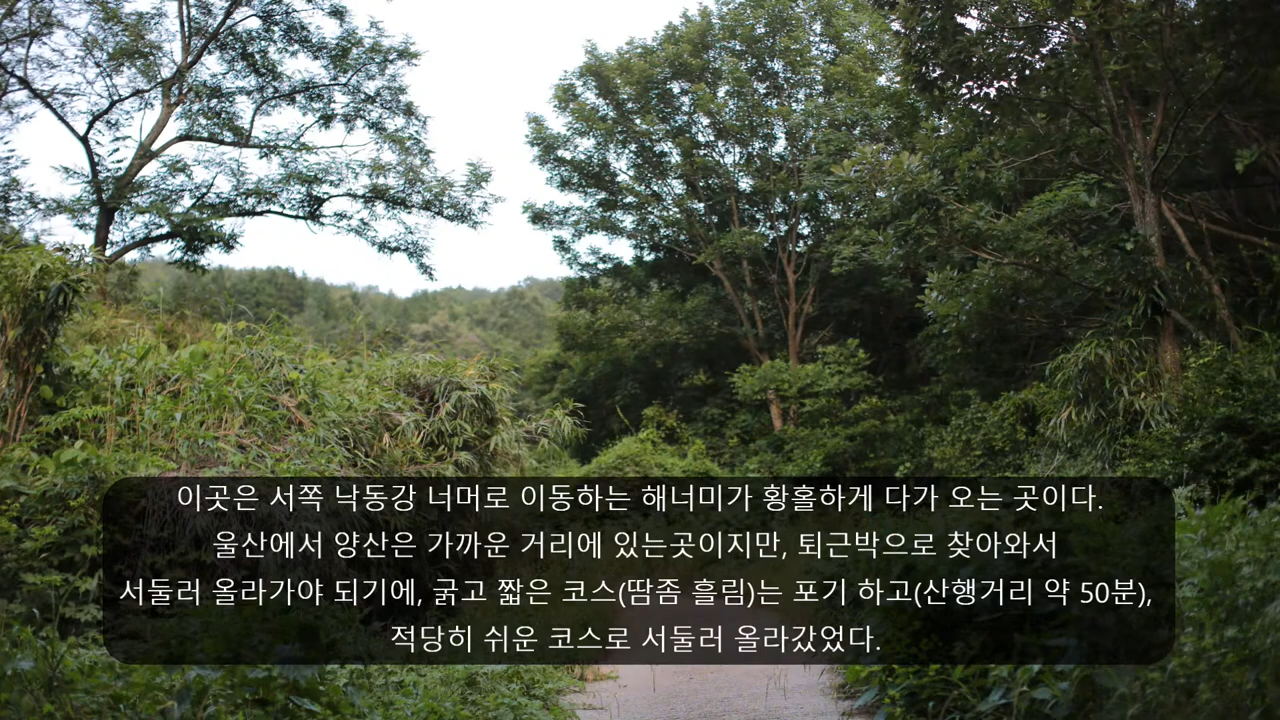 이곳은 서쪽 낙동강 너머로 이동하는 해너미가 황홀하게 다가 오는 곳이다.
울산에서 양산은 가까운 거리에 있는곳이지만, 퇴근박으로 찾아와서
서둘러 올라가야 되기에, 굵고 짧은 코스(땀좀 흘림)는 포기 하고(산행거리 약 50분),
적당히 쉬운 코스로 서둘러 올라갔었다.